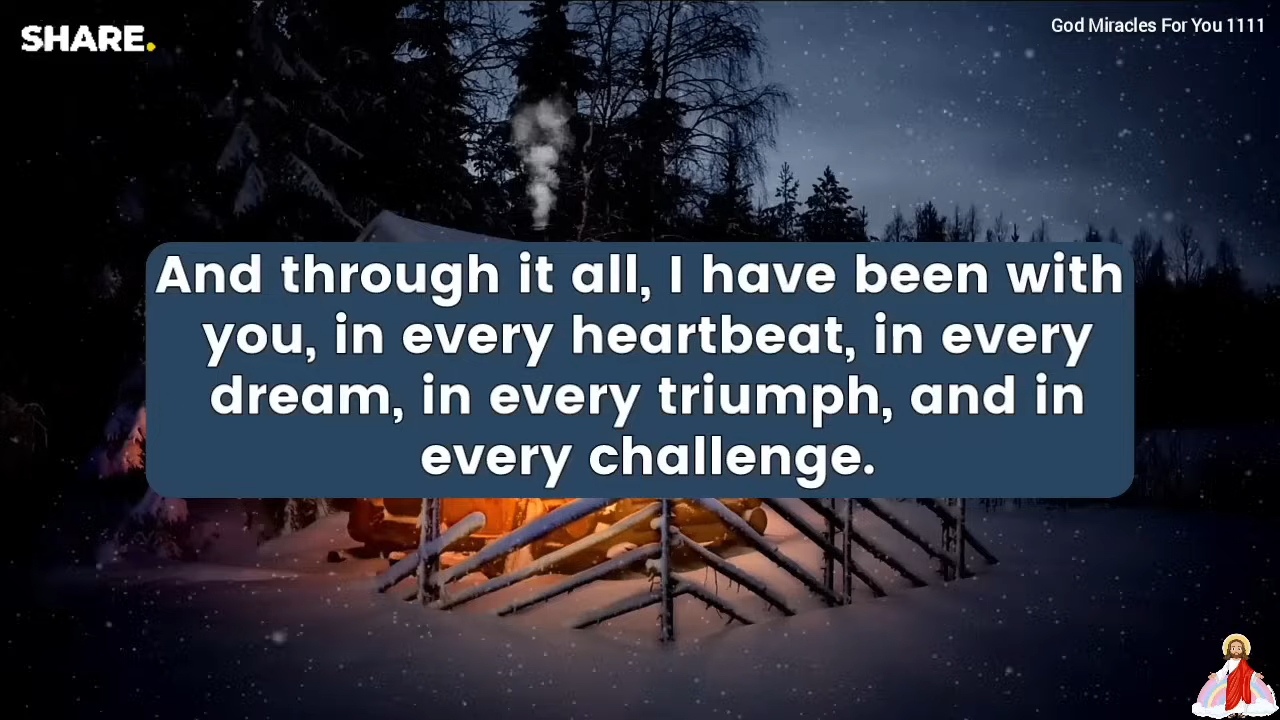 SHARE.
God Miracles For You 1111
And through it all, I have been with
you, in every heartbeat, in every
dream, in every triumph, and in
every challenge.